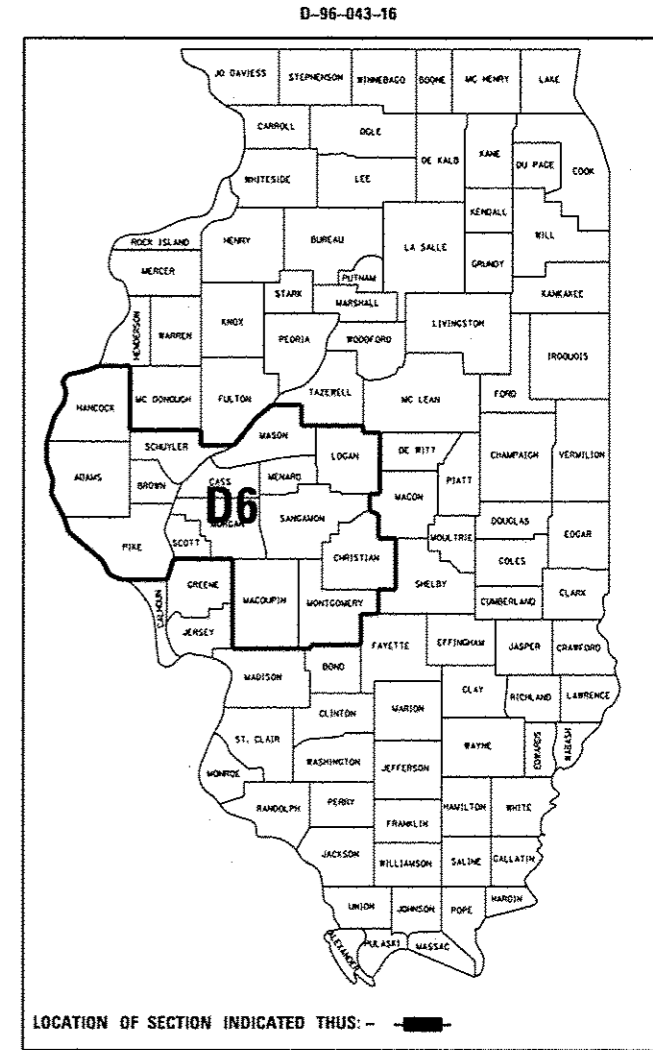 D-96-043-16
JO DAVIESS STEPHENSON WINNEBAGO BOONE MC HENRY LAKE
CARROLL OGLE DE KALB KANE DU PAGE COOK
WHITESIDE LEE
KENDALL
ROCK ISLAND HENRY BUREAU LA SALLE GRUNDY WILL
MERCER PUTNAM
STARK MARSHALL KANKAKEE
HENDERSON WARREN KNOX PEORIA WOODFORD LIVINGSTON IROQUOIS
HANCOCK MC DONOUGH FULTON TAZEWELL MC LEAN FORD
MASON
SCHUYLER LOGAN DE WITT CHAMPAIGN VERMILION
ADAMS BROWN CASS MENARD MACON PIATT
D6
MORGAN SANGAMON DOUGLAS
PIKE SCOTT MOULTRIE EDGAR
CHRISTIAN COLES
GREENE SHELBY
CALHOUN MACOUPIN MONTGOMERY CUMBERLAND CLARK
JERSEY
FAYETTE EFFINGHAM JASPER CRAWFORD
MADISON BOND
CLAY RICHLAND LAWRENCE
CLINTON MARION
ST. CLAIR WAYNE EDWARDS WABASH
MONROE WASHINGTON JEFFERSON
RANDOLPH PERRY HAMILTON WHITE
FRANKLIN
JACKSON WILLIAMSON SALINE GALLATIN
UNION JOHNSON POPE HARDIN
ALEXANDER PULASKI MASSAC
LOCATION OF SECTION INDICATED THUS: -